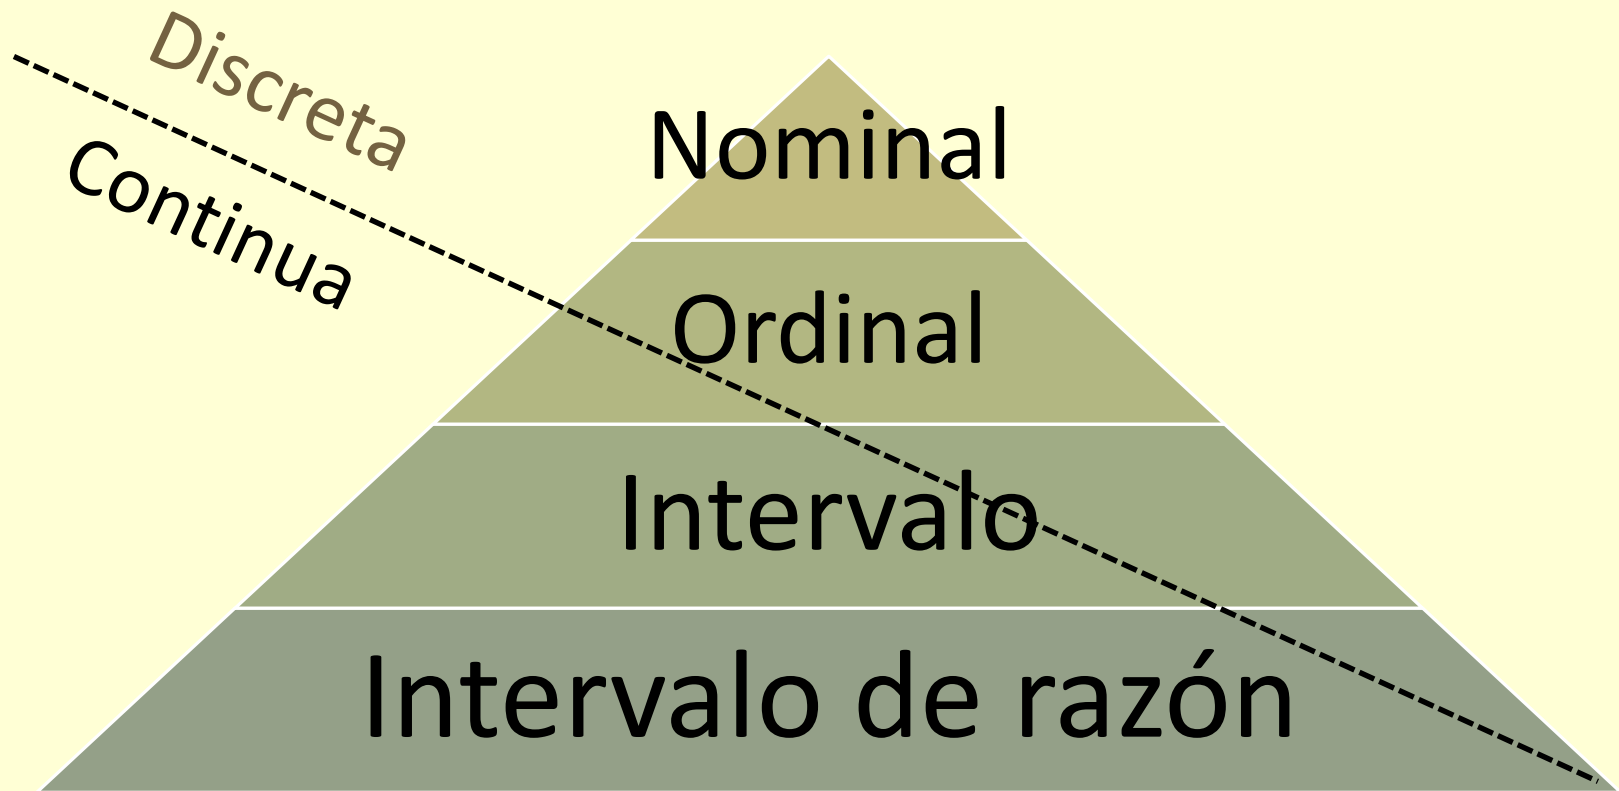 Discreta
Continua
Nominal
Ordinal
Intervalo
Intervalo de razón